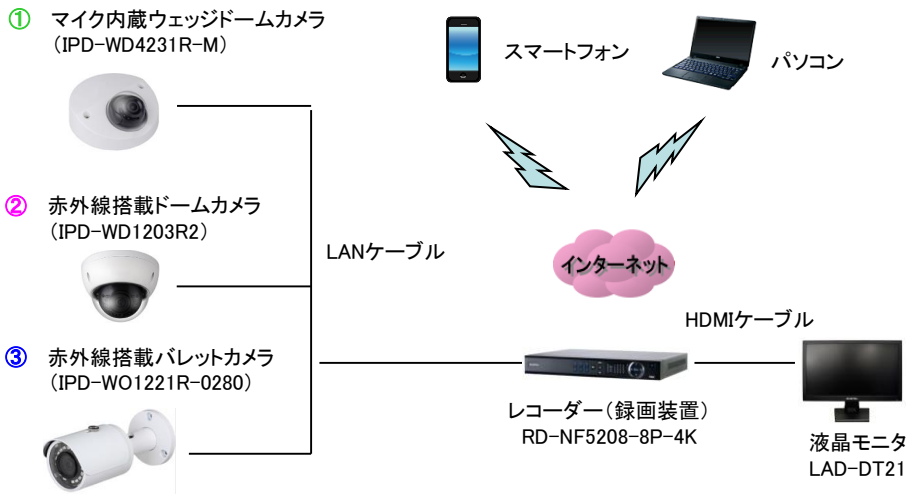 ① マイク内蔵ウェッジドームカメラ
(IPD-WD4231R-M)
スマートフォン
パソコン
② 赤外線搭載ドームカメラ
(IPD-WD1203R2)
LANケーブル
インターネット
HDMIケーブル
③ 赤外線搭載バレットカメラ
(IPD-WO1221R-0280)
レコーダー(録画装置)
RD-NF5208-8P-4K
液晶モニタ
LAD-DT21